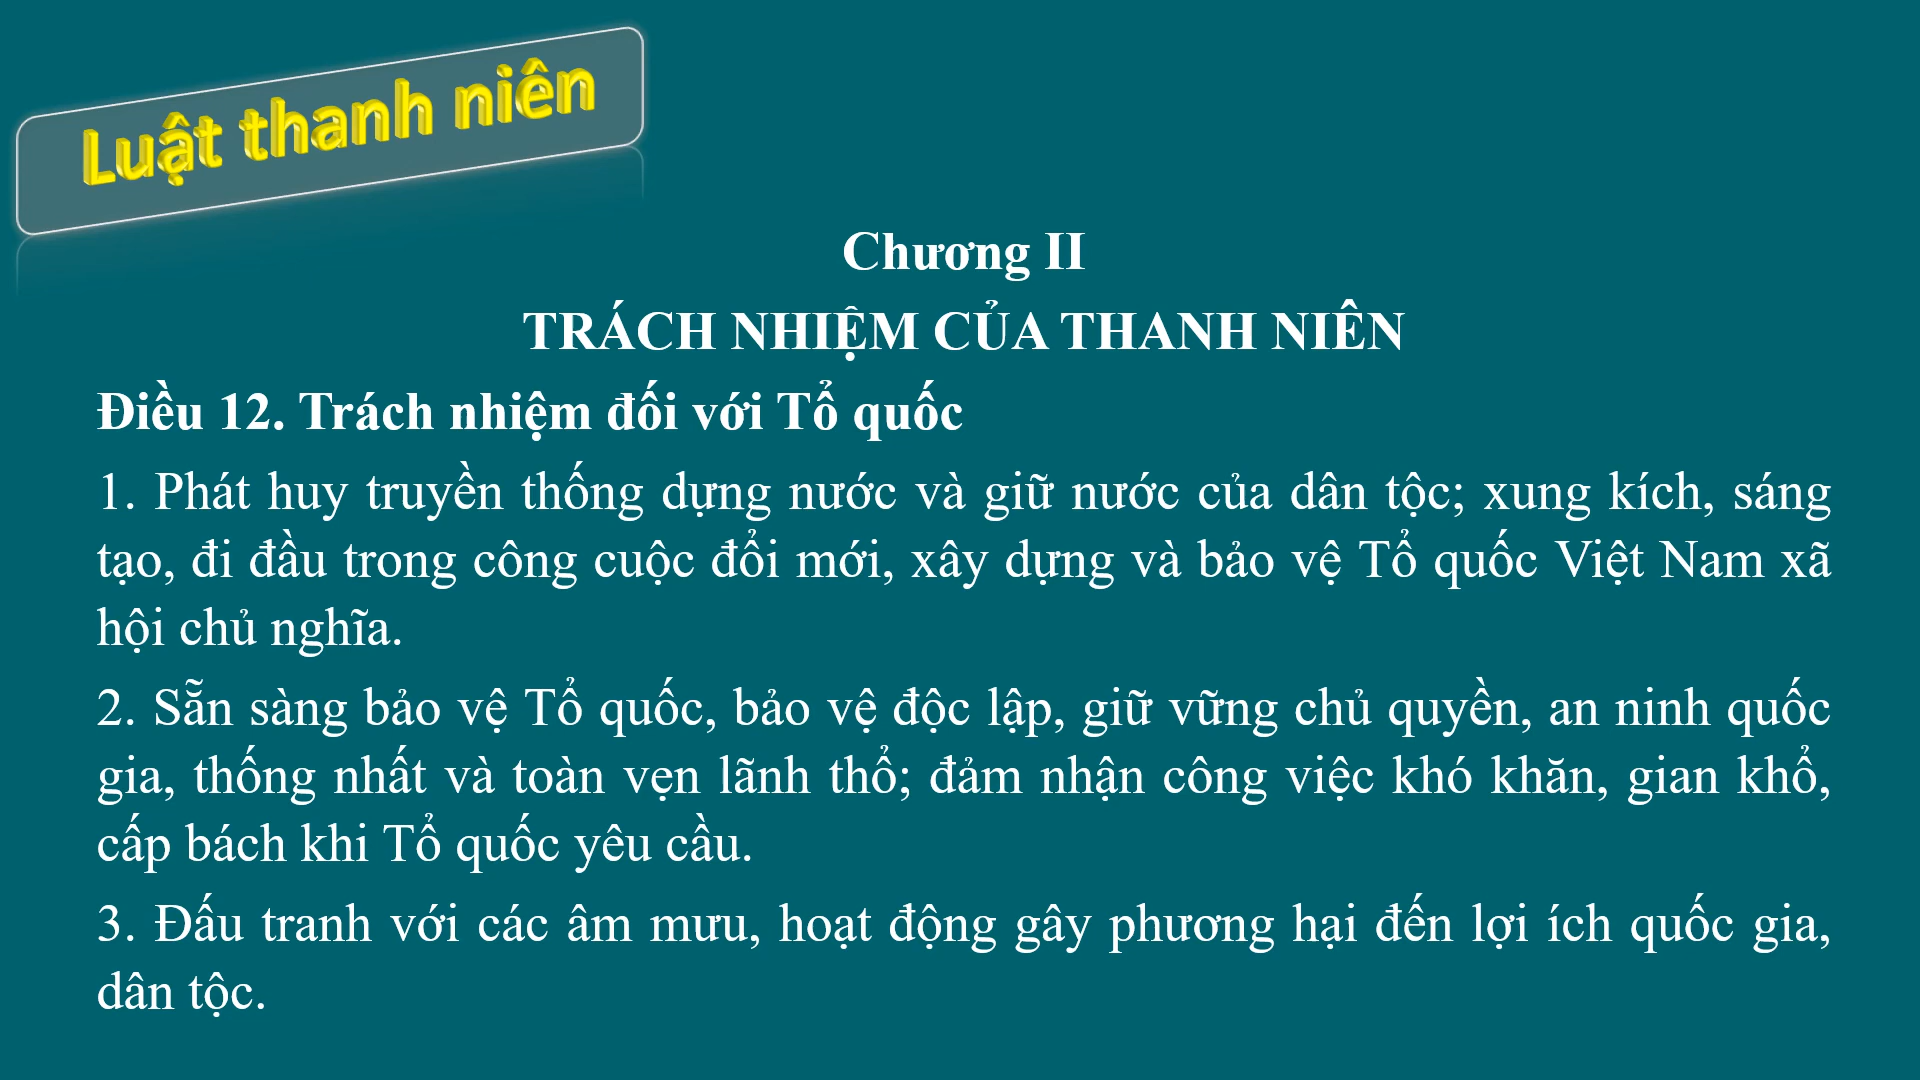 Luật thanh niên
Chương II
TRÁCH NHIỆM CỦA THANH NIÊN
Điều 12. Trách nhiệm đối với Tổ quốc
1. Phát huy truyền thống dựng nước và giữ nước của dân tộc; xung kích, sáng
tạo, đi đầu trong công cuộc đổi mới, xây dựng và bảo vệ Tổ quốc Việt Nam xã
hội chủ nghĩa.
2. Sẵn sàng bảo vệ Tổ quốc, bảo vệ độc lập, giữ vững chủ quyền, an ninh quốc
gia, thống nhất và toàn vẹn lãnh thổ; đảm nhận công việc khó khăn, gian khổ,
cấp bách khi Tổ quốc yêu cầu.
3. Đấu tranh với các âm mưu, hoạt động gây phương hại đến lợi ích quốc gia,
dân tộc.